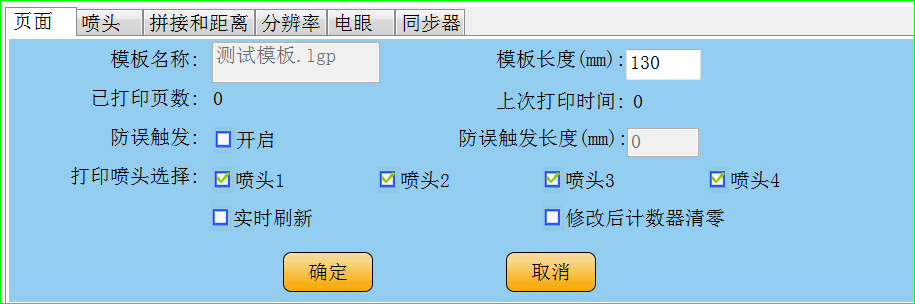 页面 喷头 拼接和距离 分辨率 电眼 同步器
模板名称: 测试模板.lgp 模板长度(mm): 130
已打印页数: 0 上次打印时间: 0
防误触发: 开启 防误触发长度(mm): 0
打印喷头选择: 喷头1 喷头2 喷头3 喷头4
实时刷新 修改后计数器清零
确定 取消